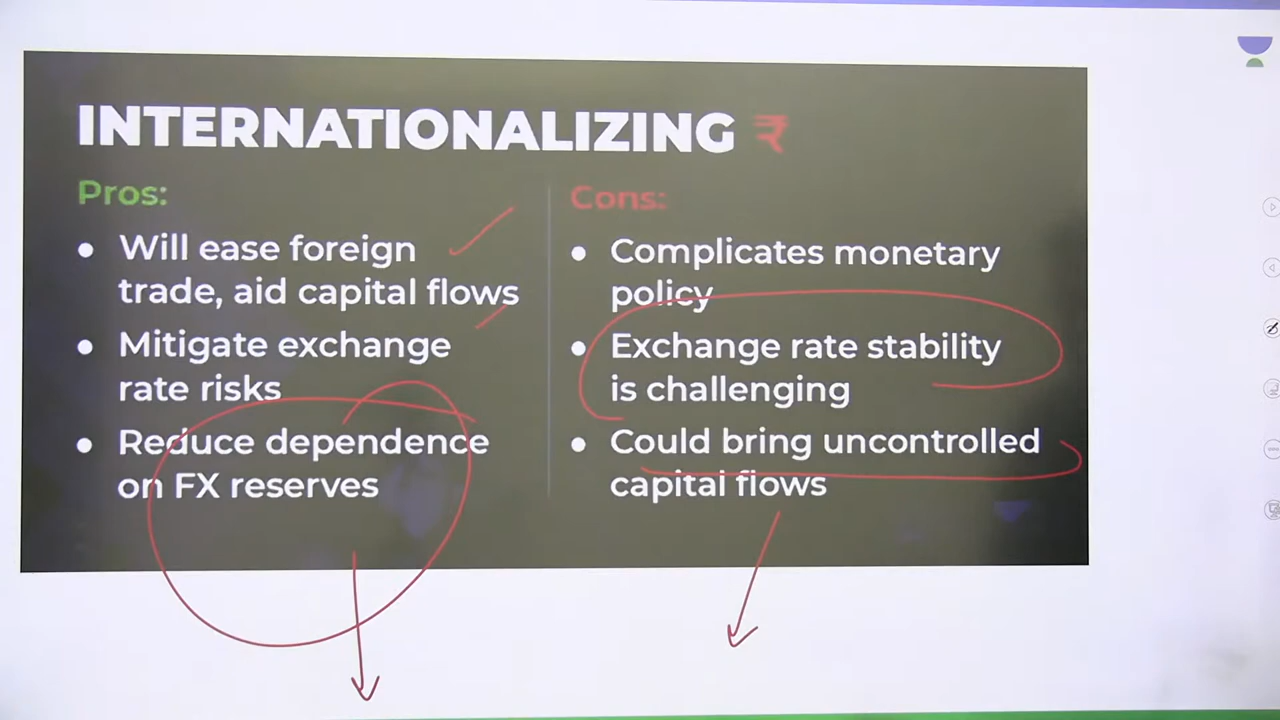 INTERNATIONALIZING ₹
Pros:
● Will ease foreign
trade, aid capital flows
● Mitigate exchange
rate risks
● Reduce dependence
on FX reserves
Cons:
● Complicates monetary
policy
● Exchange rate stability
is challenging
● Could bring uncontrolled
capital flows